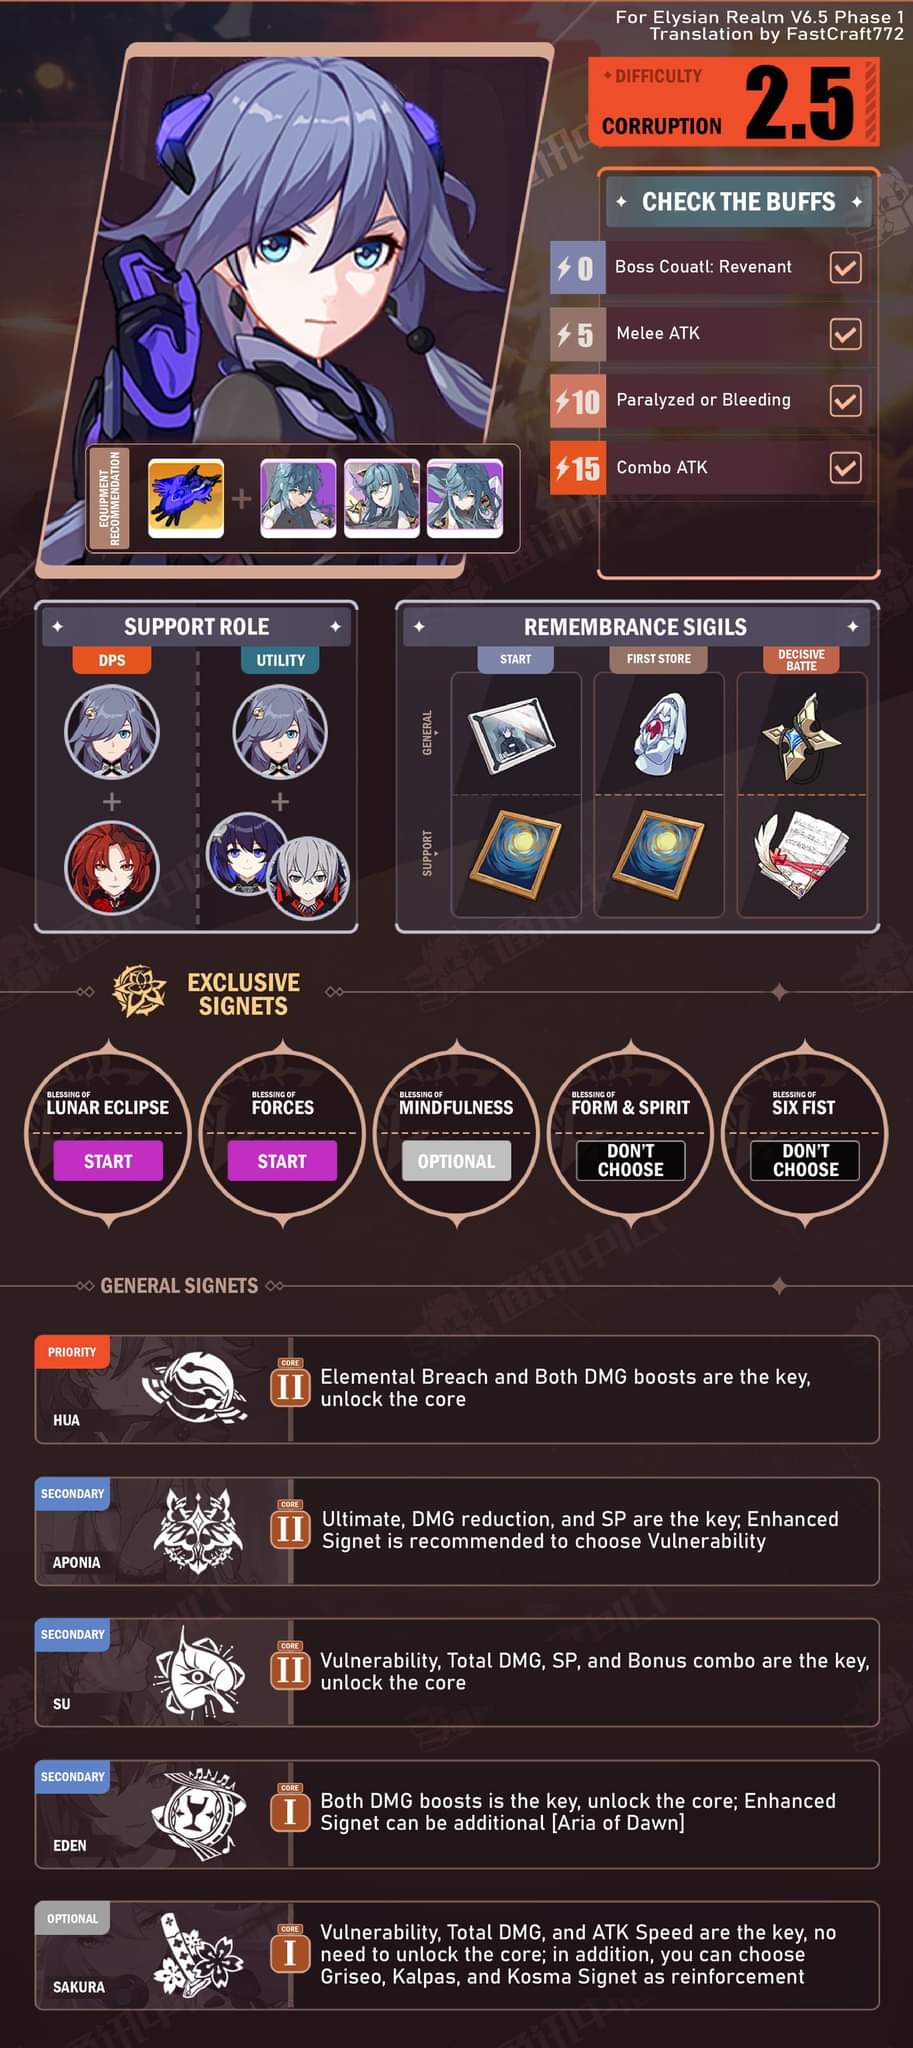 For Elysian Realm V6.5 Phase 1
Translation by FastCraft772
DIFFICULTY
CORRUPTION
2.5
CHECK THE BUFFS
0
Boss Couatl: Revenant
5
Melee ATK
10
Paralyzed or Bleeding
15
Combo ATK
EQUIPMENT
RECOMMENDATION
SUPPORT ROLE
DPS
UTILITY
REMEMBRANCE SIGILS
START
FIRST STORE
DECISIVE
BATTE
GENERAL
SUPPORT
EXCLUSIVE
SIGNETS
BLESSING OF
LUNAR ECLIPSE
START
BLESSING OF
FORCES
START
BLESSING OF
MINDFULNESS
OPTIONAL
BLESSING OF
FORM & SPIRIT
DON'T
CHOOSE
BLESSING OF
SIX FIST
DON'T
CHOOSE
GENERAL SIGNETS
PRIORITY
HUA
CORE
II
Elemental Breach and Both DMG boosts are the key,
unlock the core
SECONDARY
APONIA
CORE
II
Ultimate, DMG reduction, and SP are the key; Enhanced
Signet is recommended to choose Vulnerability
SECONDARY
SU
CORE
II
Vulnerability, Total DMG, SP, and Bonus combo are the key,
unlock the core
SECONDARY
EDEN
CORE
I
Both DMG boosts is the key, unlock the core; Enhanced
Signet can be additional [Aria of Dawn]
OPTIONAL
SAKURA
CORE
I
Vulnerability, Total DMG, and ATK Speed are the key, no
need to unlock the core; in addition, you can choose
Griseo, Kalpas, and Kosma Signet as reinforcement